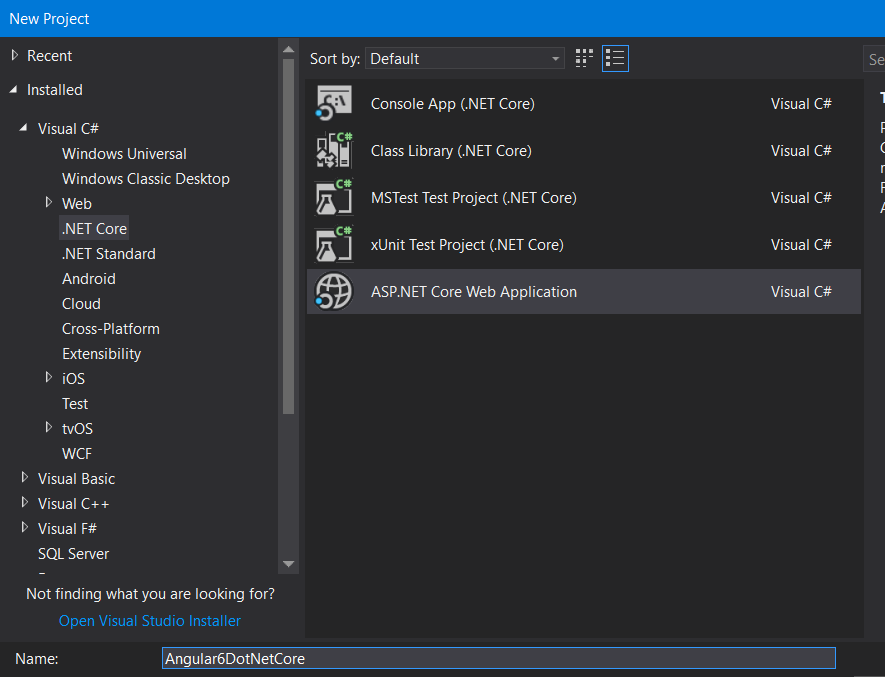 New Project
Recent
Installed
Visual C#
Windows Universal
Windows Classic Desktop
Web
.NET Core
.NET Standard
Android
Cloud
Cross-Platform
Extensibility
iOS
Test
tvOS
WCF
Visual Basic
Visual C++
Visual F#
SQL Server
Not finding what you are looking for?
Open Visual Studio Installer
Sort by: Default
Console App (.NET Core) Visual C#
Class Library (.NET Core) Visual C#
MSTest Test Project (.NET Core) Visual C#
xUnit Test Project (.NET Core) Visual C#
ASP.NET Core Web Application Visual C#
Name: Angular6DotNetCore